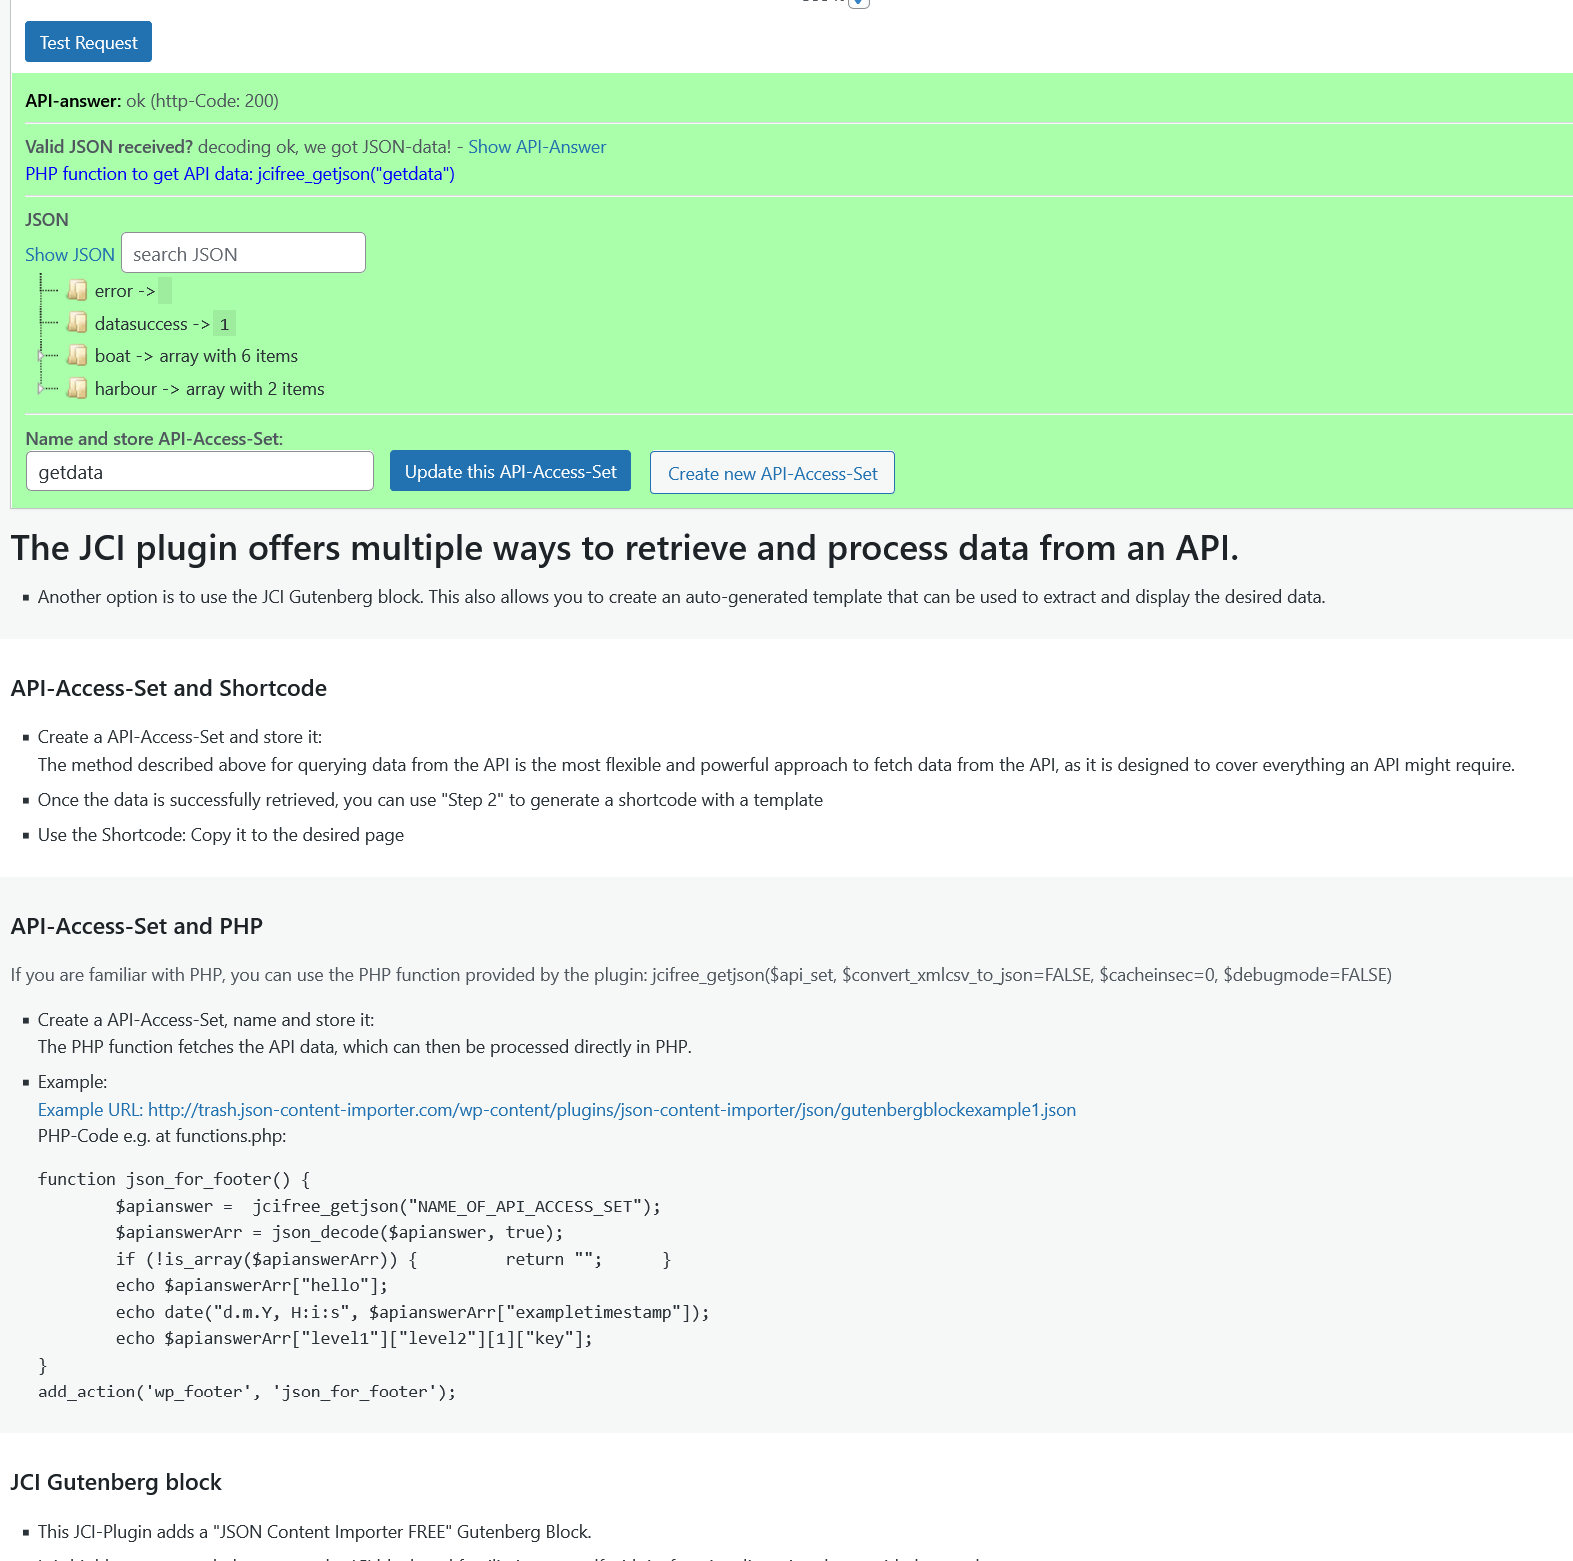 Test Request
API-answer: ok (http-Code: 200)
Valid JSON received? decoding ok, we got JSON-data! - Show API-Answer
PHP function to get API data: jcifree_getjson("getdata")
JSON
Show JSON search JSON
error ->
datasuccess -> 1
boat -> array with 6 items
harbour -> array with 2 items
Name and store API-Access-Set:
getdata Update this API-Access-Set Create new API-Access-Set
The JCI plugin offers multiple ways to retrieve and process data from an API.
▪ Another option is to use the JCI Gutenberg block. This also allows you to create an auto-generated template that can be used to extract and display the desired data.
API-Access-Set and Shortcode
▪ Create a API-Access-Set and store it:
The method described above for querying data from the API is the most flexible and powerful approach to fetch data from the API, as it is designed to cover everything an API might require.
▪ Once the data is successfully retrieved, you can use "Step 2" to generate a shortcode with a template
▪ Use the Shortcode: Copy it to the desired page
API-Access-Set and PHP
If you are familiar with PHP, you can use the PHP function provided by the plugin: jcifree_getjson($api_set, $convert_xmlcsv_to_json=FALSE, $cacheinsec=0, $debugmode=FALSE)
▪ Create a API-Access-Set, name and store it:
The PHP function fetches the API data, which can then be processed directly in PHP.
▪ Example:
Example URL: http://trash.json-content-importer.com/wp-content/plugins/json-content-importer/json/gutenbergblockexample1.json
PHP-Code e.g. at functions.php:
function json_for_footer() {
$apianswer =  jcifree_getjson("NAME_OF_API_ACCESS_SET");
$apianswerArr = json_decode($apianswer, true);
if (!is_array($apianswerArr)) {         return "";      }
echo $apianswerArr["hello"];
echo date("d.m.Y, H:i:s", $apianswerArr["exampletimestamp"]);
echo $apianswerArr["level1"]["level2"][1]["key"];
}
add_action('wp_footer', 'json_for_footer');
JCI Gutenberg block
▪ This JCI-Plugin adds a "JSON Content Importer FREE" Gutenberg Block.